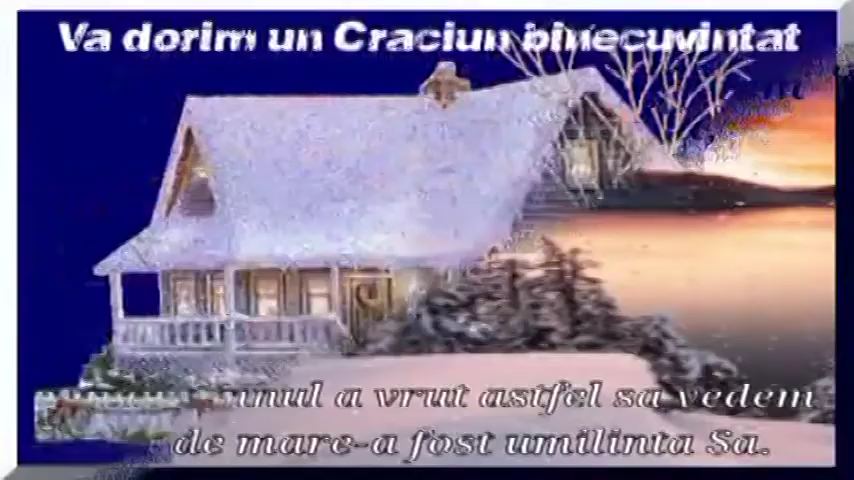 Va dorim un Craciun binecuvintat
a vrut astfel sa vedem
de mare-a fost umilinta Sa.